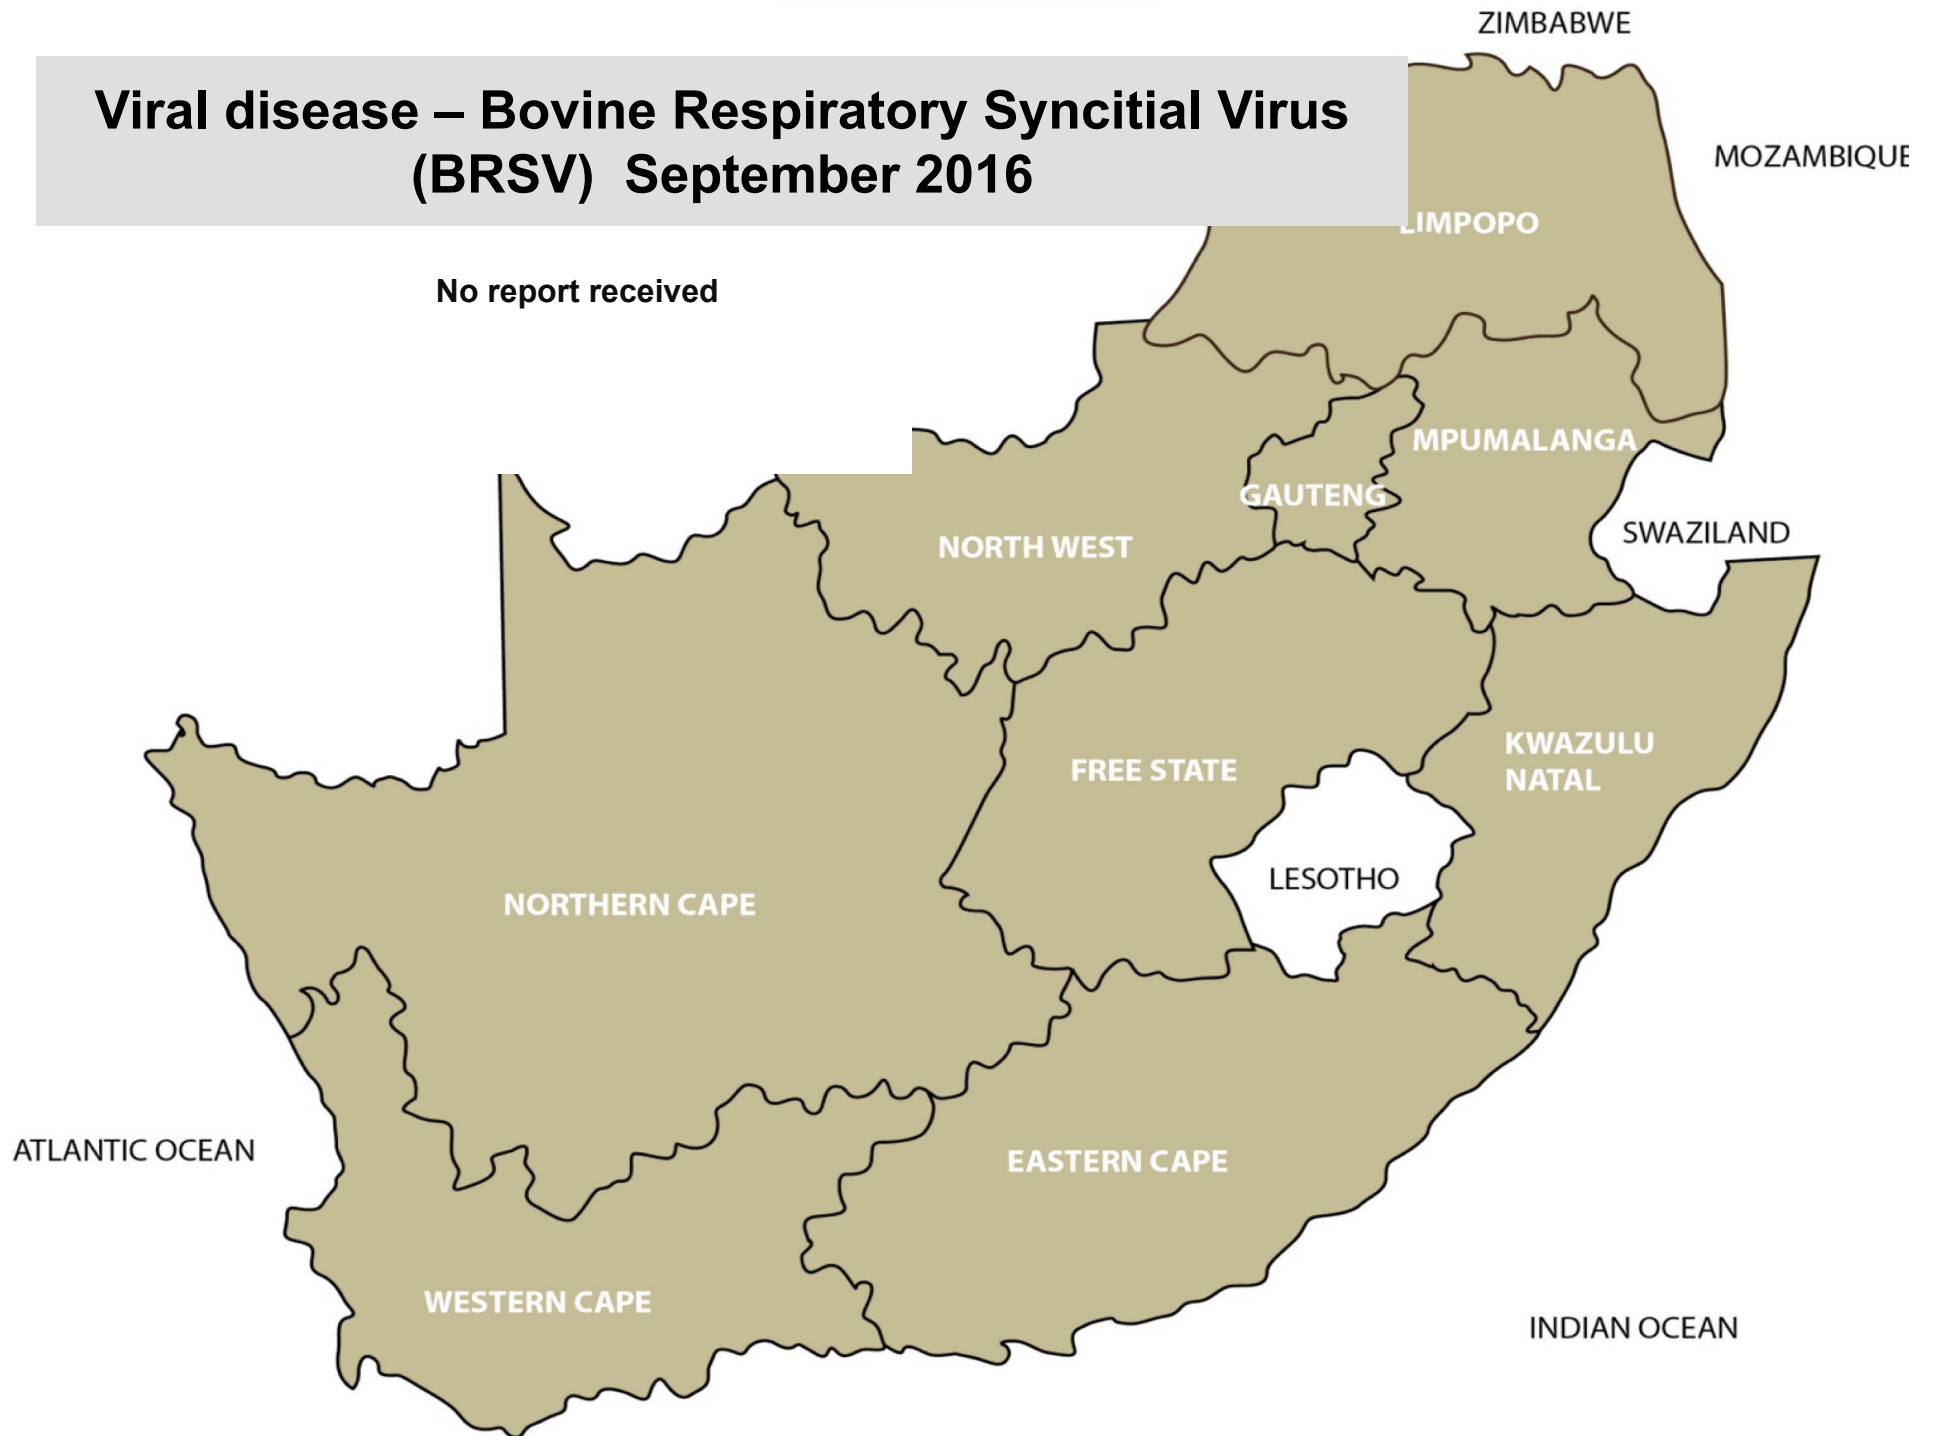 ZIMBABWE
Viral disease – Bovine Respiratory Syncitial Virus
(BRSV) September 2016
MOZAMBIQUE
LIMPOPO
No report received
MPUMALANGA
GAUTENG
SWAZILAND
NORTH WEST
KWAZULU
NATAL
FREE STATE
LESOTHO
NORTHERN CAPE
ATLANTIC OCEAN
EASTERN CAPE
WESTERN CAPE
INDIAN OCEAN